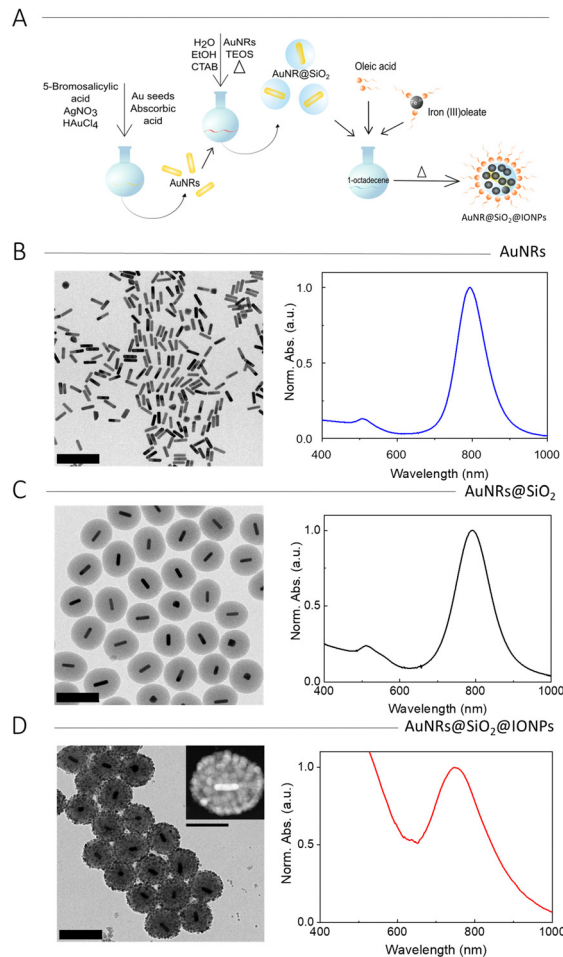 A
H2O
EtOH
CTAB
AuNRs
TEOS
△
5-Bromosalicylic
acid
AgNO3
HAuCl4
Au seeds
Abscorbic
acid
AuNRs
AuNR@SiO2
Oleic acid
Iron (III)oleate
1-octadecene
△
AuNR@SiO2@IONPs
B
AuNRs
Norm. Abs. (a.u.)
1.0
0.5
0.0
400 600 800 1000
Wavelength (nm)
C
AuNRs@SiO2
Norm. Abs. (a.u.)
1.0
0.5
0.0
400 600 800 1000
Wavelength (nm)
D
AuNRs@SiO2@IONPs
Norm. Abs. (a.u.)
1.0
0.5
0.0
400 600 800 1000
Wavelength (nm)